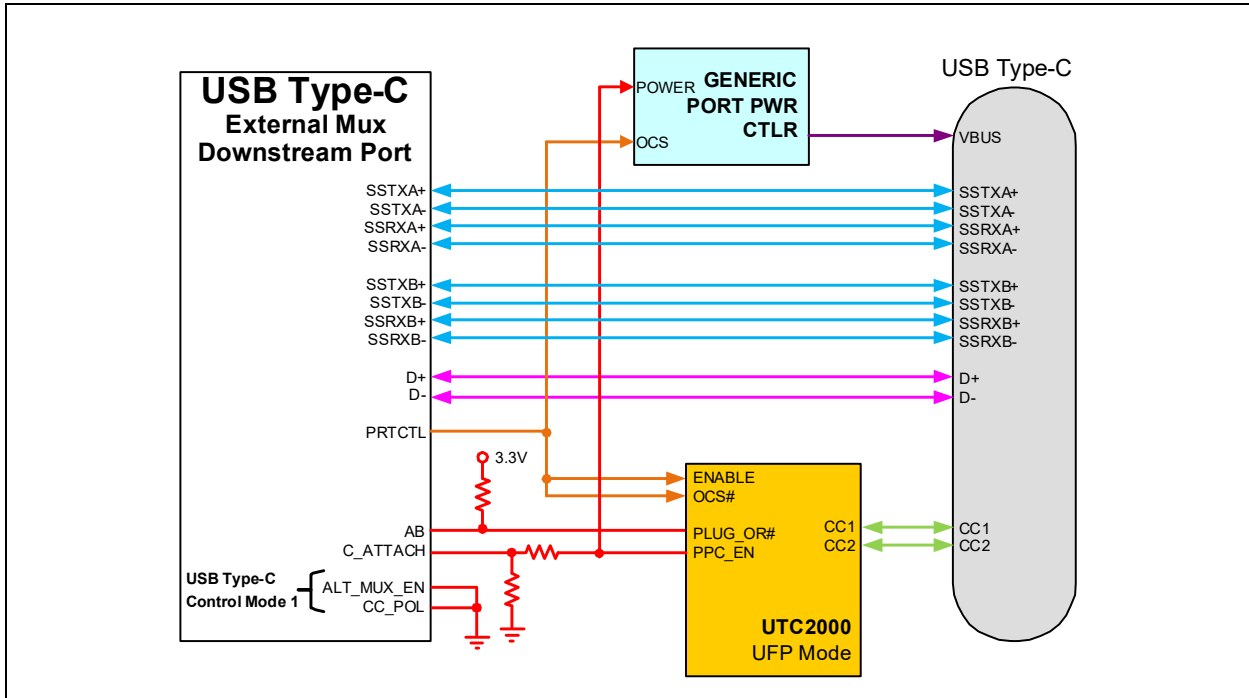 USB Type-C
External Mux
Downstream Port
SSTXA+
SSTXA-
SSRXA+
SSRXA-
SSTXB+
SSTXB-
SSRXB+
SSRXB-
D+
D-
PRTCTL
AB
C_ATTACH
ALT_MUX_EN
CC_POL
USB Type-C
Control Mode 1
3.3V
POWER
OCS
GENERIC
PORT PWR
CTLR
ENABLE
OCS#
PLUG_OR#
PPC_EN
CC1
CC2
UTC2000
UFP Mode
USB Type-C
VBUS
SSTXA+
SSTXA-
SSRXA+
SSRXA-
SSTXB+
SSTXB-
SSRXB+
SSRXB-
D+
D-
CC1
CC2